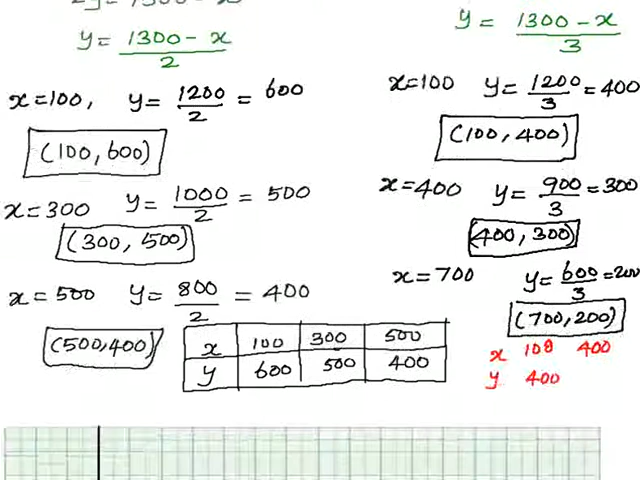 2y = 1300 - x
y = 1300 - x / 2
x = 100, y = 1200 / 2 = 600
(100, 600)
x = 300 y = 1000 / 2 = 500
(300, 500)
x = 500 y = 800 / 2 = 400
(500, 400)
x 100 300 500
y 600 500 400
y = 1300 - x / 3
x = 100 y = 1200 / 3 = 400
(100, 400)
x = 400 y = 900 / 3 = 300
(400, 300)
x = 700 y = 600 / 3 = 200
(700, 200)
x 100 400
y 400